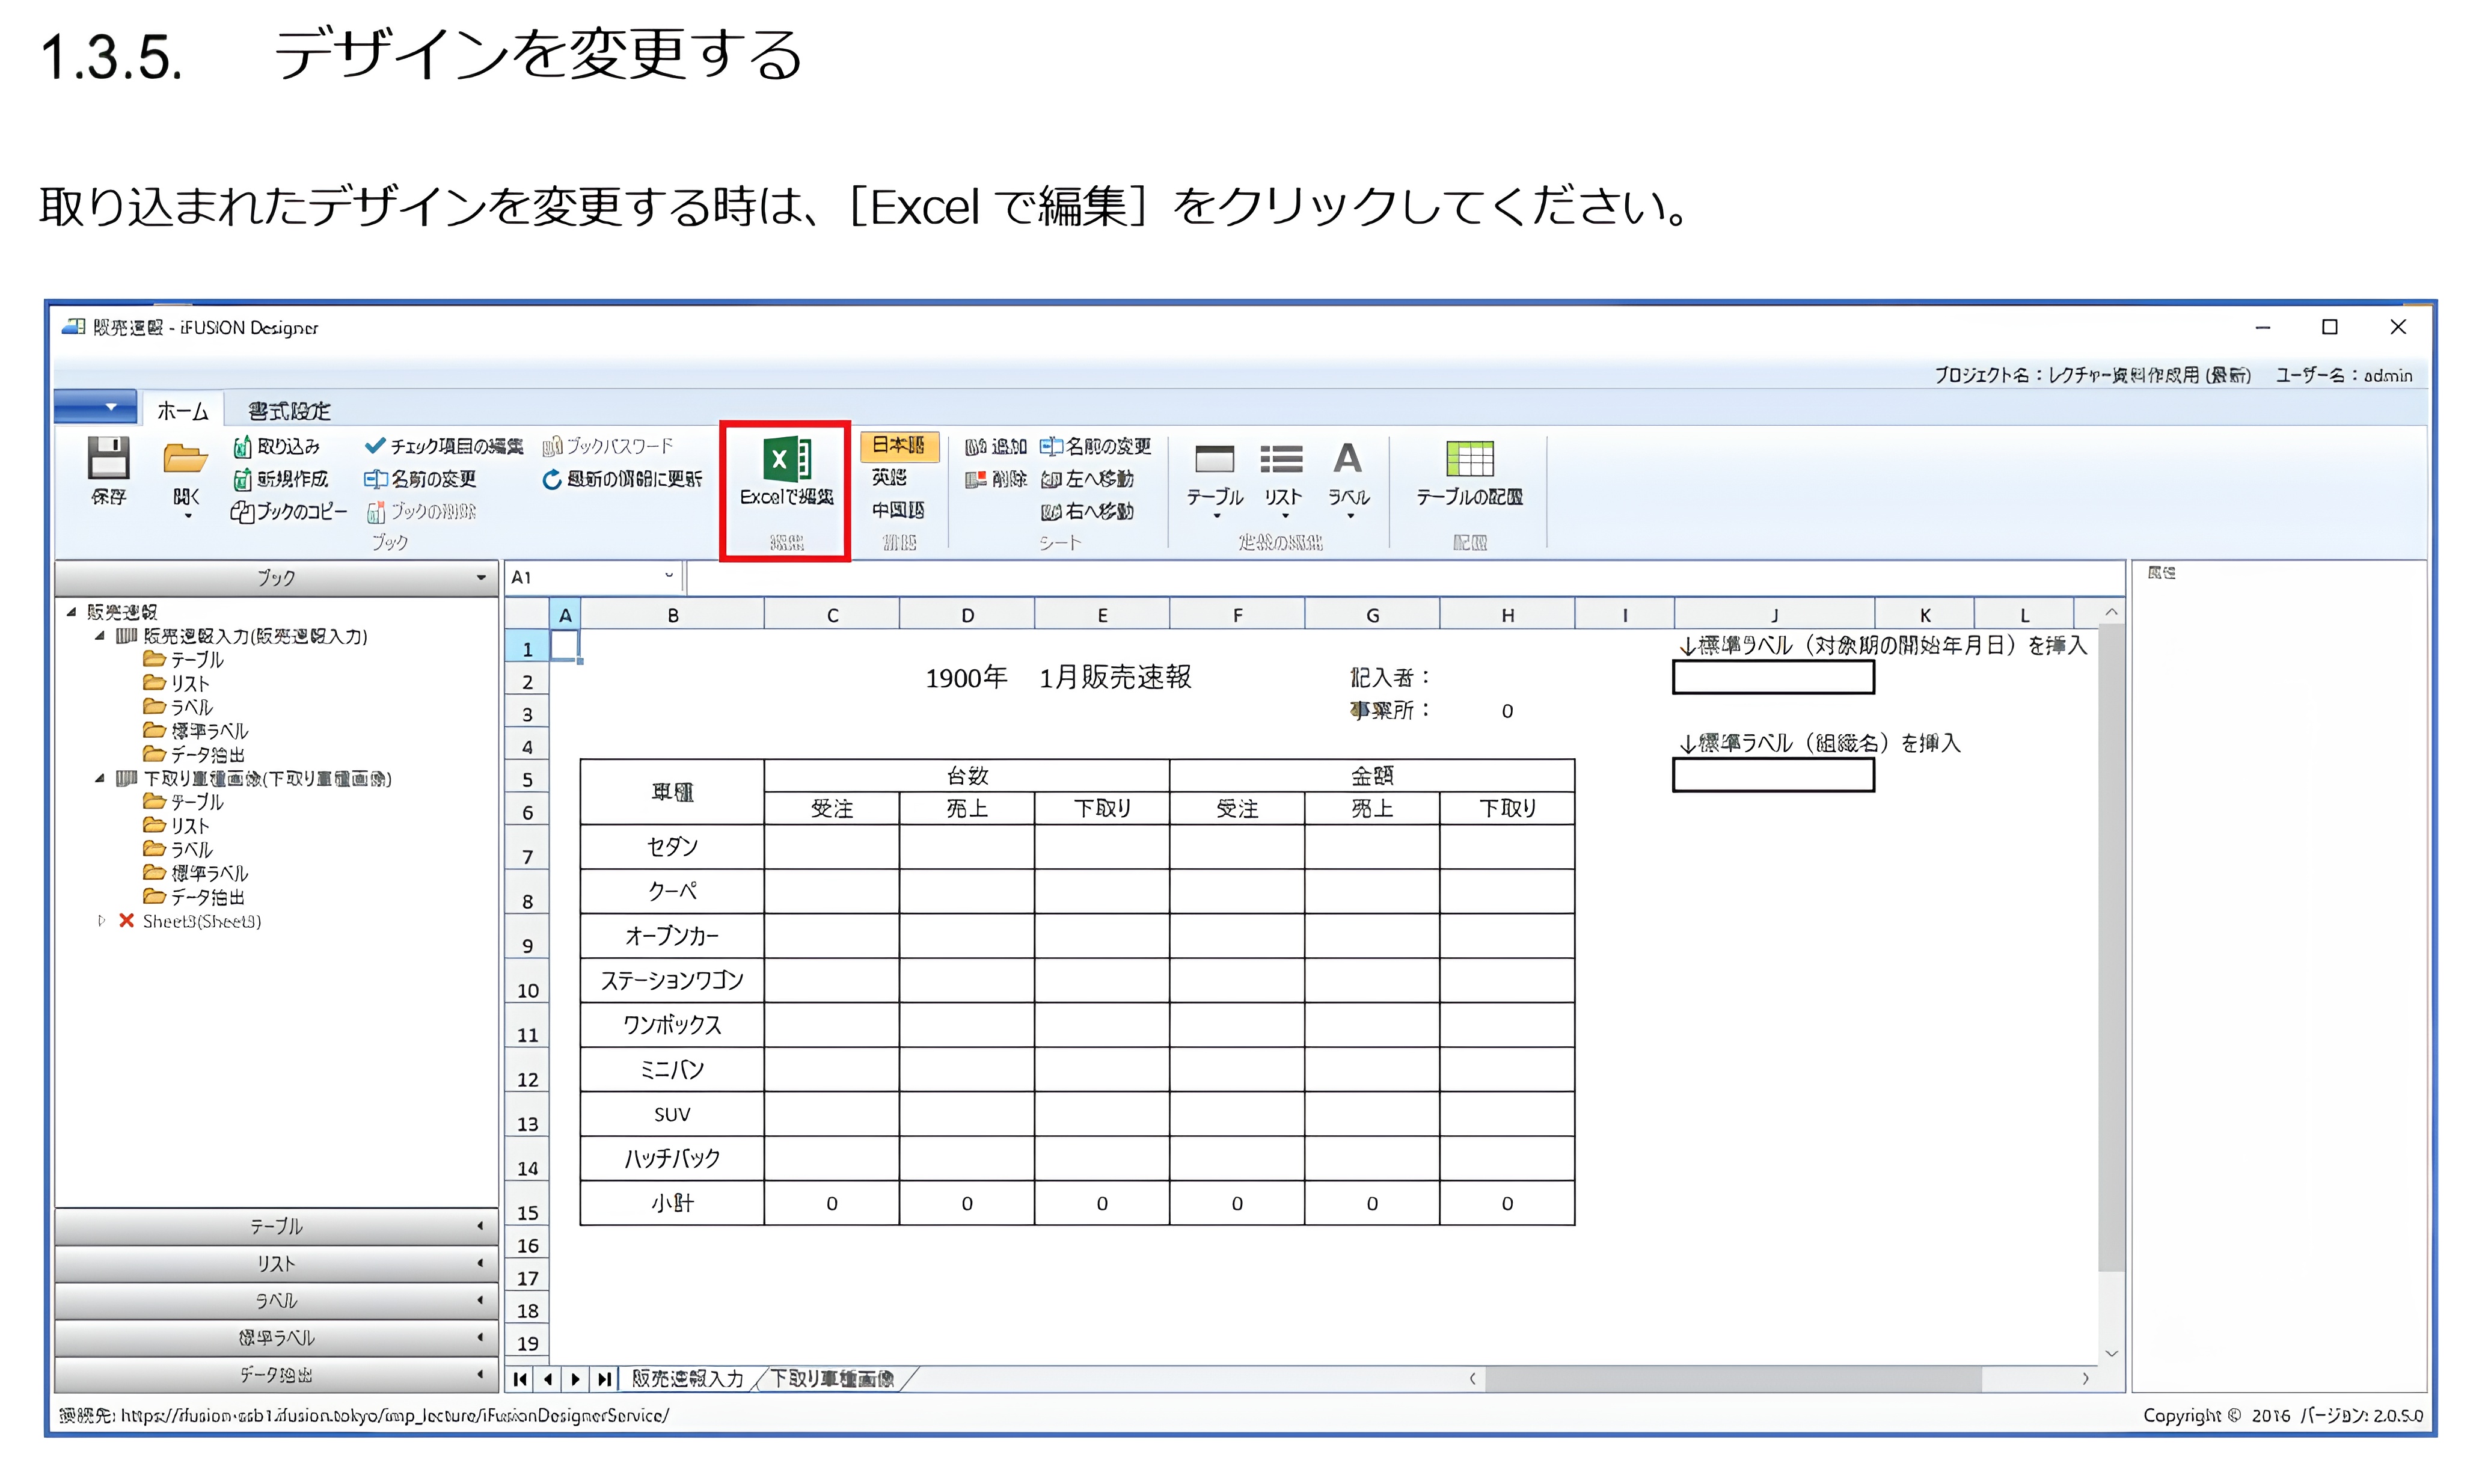 1.3.5. デザインを変更する
取り込まれたデザインを変更する時は、［Excel で編集］をクリックしてください。
販売速報 - iFUSION Designer
プロジェクト名：レクチャー資料作成用 (最新) ユーザー名：admin
ホーム 書式設定
保存
開く
取り込み
新規作成
ブックのコピー
チェック項目の編集
名前の変更
ブックの削除
ブックパスワード
最新の情報に更新
ブック
Excelで編集
編集
日本語
英語
中国語
追加
削除
名前の変更
左へ移動
右へ移動
シート
テーブル
リスト
ラベル
テーブルの配置
配置
ブック
販売速報
販売速報入力(販売速報入力)
テーブル
リスト
ラベル
標準ラベル
データ抽出
下取り車種画像(下取り車種画像)
テーブル
リスト
ラベル
標準ラベル
データ抽出
Sheet3(Sheet3)
テーブル
リスト
ラベル
標準ラベル
データ抽出
A1
A B C D E F G H I J K L
1 ↓標準ラベル（対象期の開始年月日）を挿入
2 1900年 1月販売速報 記入者：
3 事業所： 0
4 ↓標準ラベル（組織名）を挿入
5 車種 台数 金額
6 受注 売上 下取り 受注 売上 下取り
7 セダン
8 クーペ
9 オープンカー
10 ステーションワゴン
11 ワンボックス
12 ミニバン
13 SUV
14 ハッチバック
15 小計 0 0 0 0 0 0
16
17
18
19
販売速報入力 下取り車種画像
属性
Copyright © 2016 バージョン: 2.0.5.0